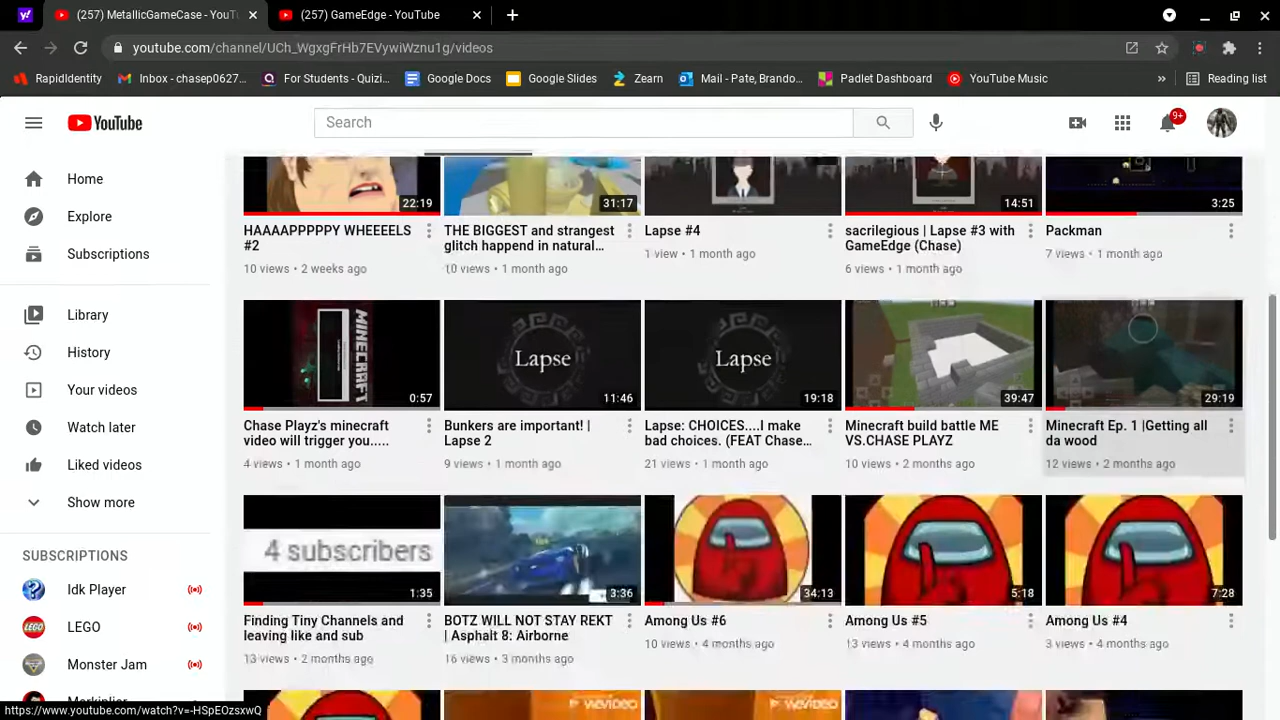 (257) MetallicGameCase - YouTu
(257) GameEdge - YouTube
youtube.com/channel/UCh_WgxgFrHb7EVywiWznu1g/videos
RapidIdentity
Inbox - chasep0627...
For Students - Quizi...
Google Docs
Google Slides
Zearn
Mail - Pate, Brando...
Padlet Dashboard
YouTube Music
»
Reading list
YouTube
Search
9+
Home
Explore
Subscriptions
Library
History
Your videos
Watch later
Liked videos
Show more
SUBSCRIPTIONS
Idk Player
LEGO
Monster Jam
Markiplier
22:19
31:17
14:51
3:25
HAAAAPPPPPY WHEEEELS #2
10 views • 2 weeks ago
THE BIGGEST and strangest glitch happend in natural...
10 views • 1 month ago
Lapse #4
1 view • 1 month ago
sacrilegious | Lapse #3 with GameEdge (Chase)
6 views • 1 month ago
Packman
7 views • 1 month ago
MINECRAFT
0:57
Lapse
11:46
Lapse
19:18
39:47
29:19
Chase Playz's minecraft video will trigger you.....
4 views • 1 month ago
Bunkers are important! | Lapse 2
9 views • 1 month ago
Lapse: CHOICES....I make bad choices. (FEAT Chase...
21 views • 1 month ago
Minecraft build battle ME VS.CHASE PLAYZ
10 views • 2 months ago
Minecraft Ep. 1 |Getting all da wood
12 views • 2 months ago
4 subscribers
1:35
3:36
34:13
5:18
7:28
Finding Tiny Channels and leaving like and sub
13 views • 2 months ago
BOTZ WILL NOT STAY REKT | Asphalt 8: Airborne
16 views • 3 months ago
Among Us #6
10 views • 4 months ago
Among Us #5
13 views • 4 months ago
Among Us #4
3 views • 4 months ago
WEVIDEO
WEVIDEO
https://www.youtube.com/watch?v=-HSpEOzsxwQ